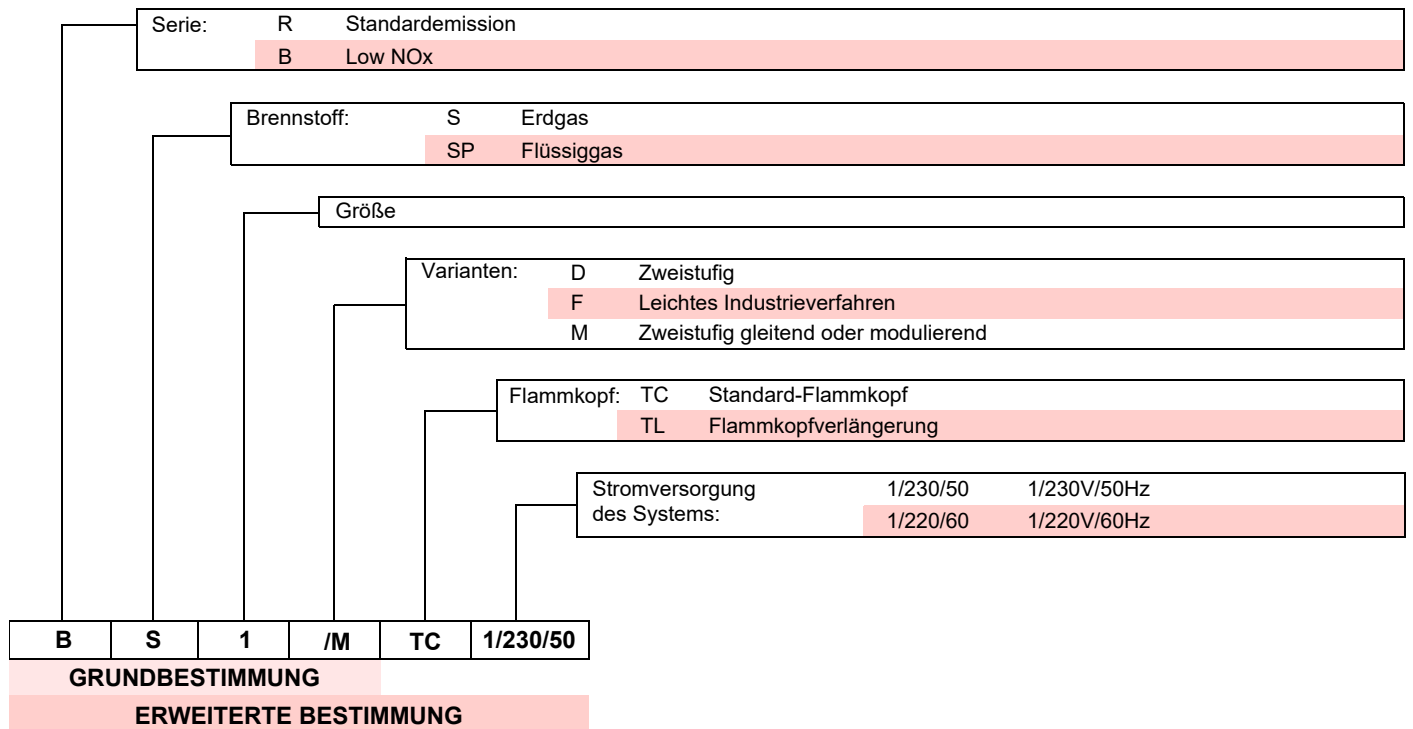 Serie: R Standardemission
B Low NOx
Brennstoff: S Erdgas
SP Flüssiggas
Größe
Varianten: D Zweistufig
F Leichtes Industrieverfahren
M Zweistufig gleitend oder modulierend
Flammkopf: TC Standard-Flammkopf
TL Flammkopfverlängerung
Stromversorgung 1/230/50 1/230V/50Hz
des Systems: 1/220/60 1/220V/60Hz
B S 1 /M TC 1/230/50
GRUNDBESTIMMUNG
ERWEITERTE BESTIMMUNG